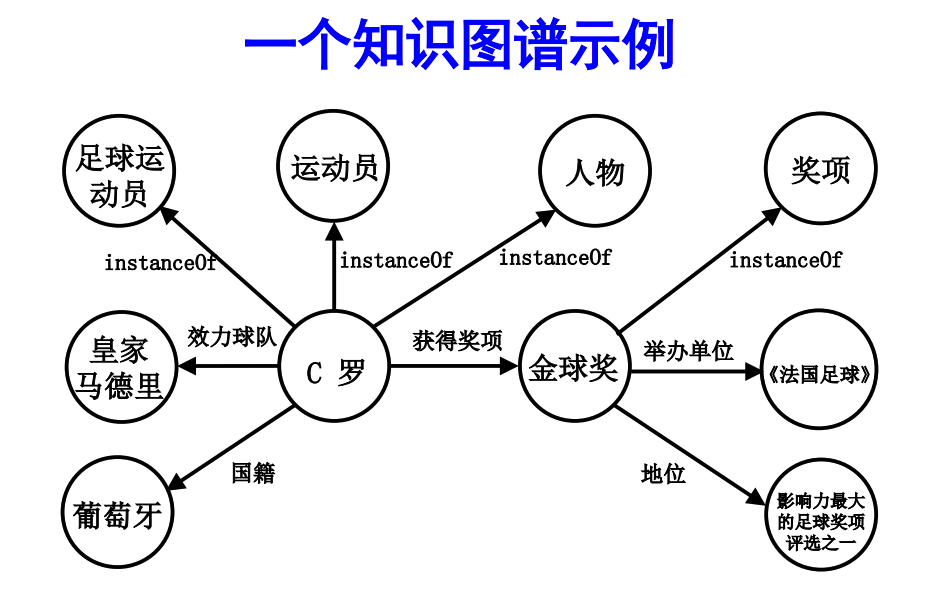 一个知识图谱示例
足球运
动员
运动员
人物
奖项
instanceOf
instanceOf
instanceOf
instanceOf
皇家
马德里
效力球队
C 罗
获得奖项
金球奖
举办单位
《法国足球》
葡萄牙
国籍
地位
影响力最大
的足球奖项
评选之一